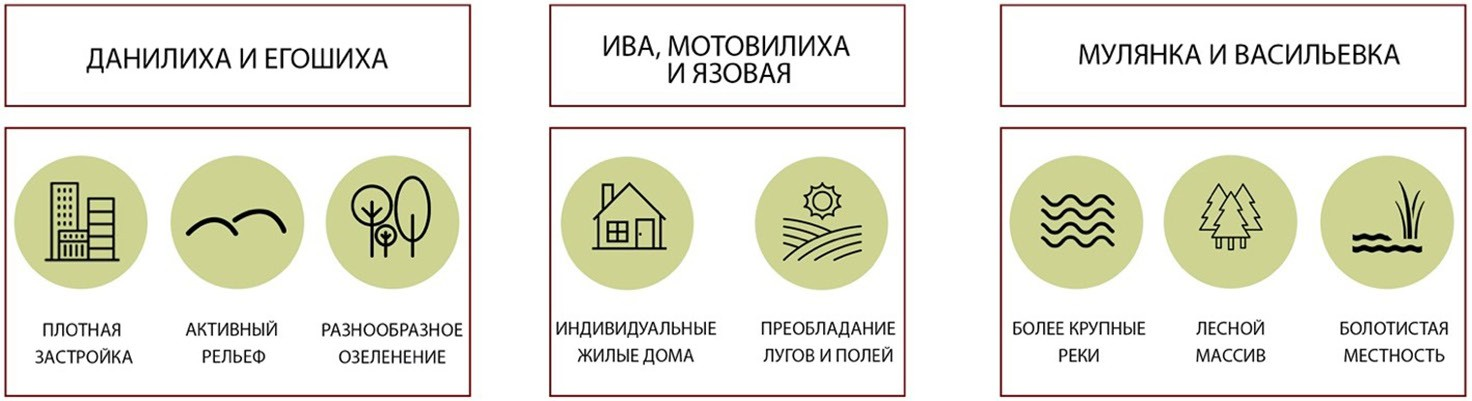 ДАНИЛИХА И ЕГОШИХА
ПЛОТНАЯ
ЗАСТРОЙКА
АКТИВНЫЙ
РЕЛЬЕФ
РАЗНООБРАЗНОЕ
ОЗЕЛЕНЕНИЕ
ИВА, МОТОВИЛИХА
И ЯЗОВАЯ
ИНДИВИДУАЛЬНЫЕ
ЖИЛЫЕ ДОМА
ПРЕОБЛАДАНИЕ
ЛУГОВ И ПОЛЕЙ
МУЛЯНКА И ВАСИЛЬЕВКА
БОЛЕЕ КРУПНЫЕ
РЕКИ
ЛЕСНОЙ
МАССИВ
БОЛОТИСТАЯ
МЕСТНОСТЬ